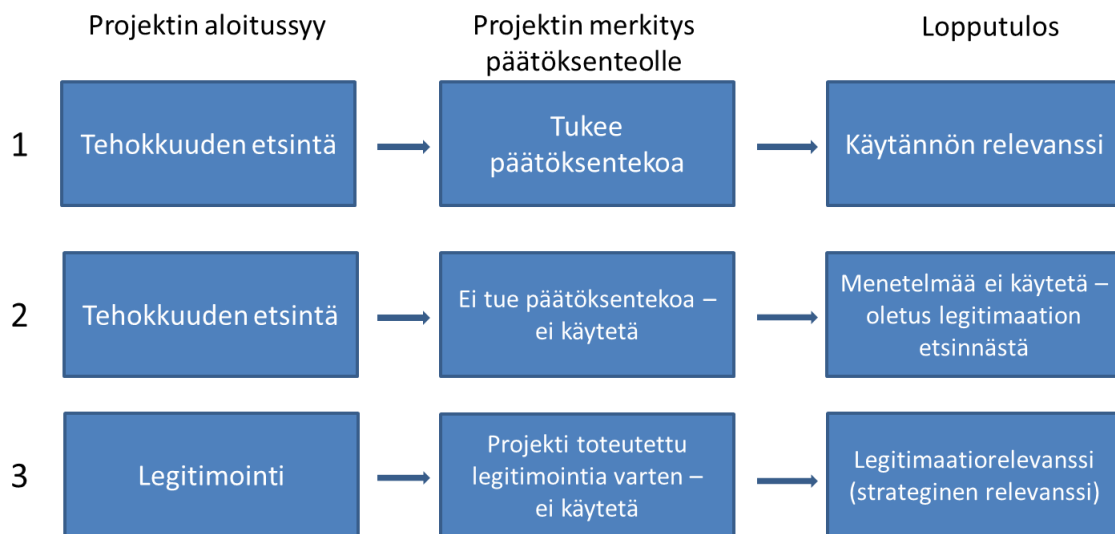 Projektin aloitussyy
Projektin merkitys
päätöksenteolle
Lopputulos
1
Tehokkuuden etsintä
Tukee
päätöksentekoa
Käytännön relevanssi
2
Tehokkuuden etsintä
Ei tue päätöksentekoa –
ei käytetä
Menetelmää ei käytetä –
oletus legitimaation
etsinnästä
3
Legitimointi
Projekti toteutettu
legitimointia varten –
ei käytetä
Legitimaatiorelevanssi
(strateginen relevanssi)